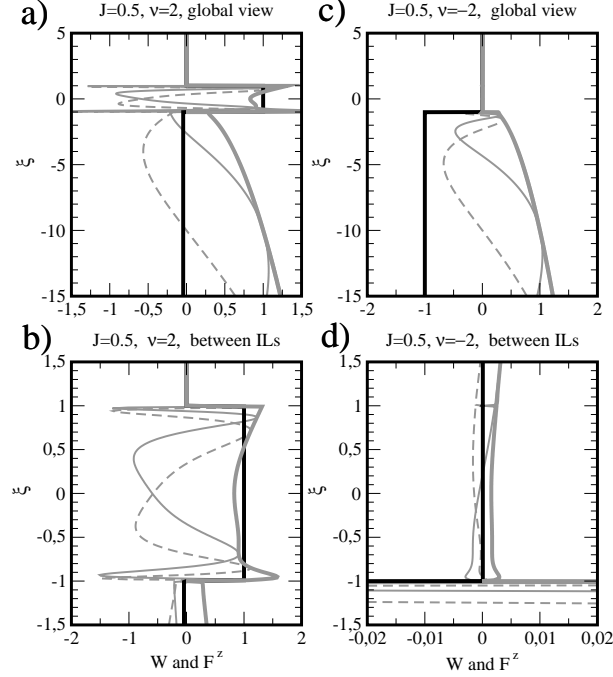 a) J=0.5, ν=2, global view
5
0
-5
-10
-15
ξ
-1,5 -1 -0,5 0 0,5 1 1,5
c) J=0.5, ν=−2, global view
5
0
-5
-10
-15
ξ
-2 -1 0 1 2
b) J=0.5, ν=2, between ILs
1,5
1
0,5
0
-0,5
-1
-1,5
ξ
-2 -1 0 1 2
W and F z
d) J=0.5, ν=−2, between ILs
1,5
1
0,5
0
-0,5
-1
-1,5
ξ
-0,02 -0,01 0 0,01 0,02
W and F z